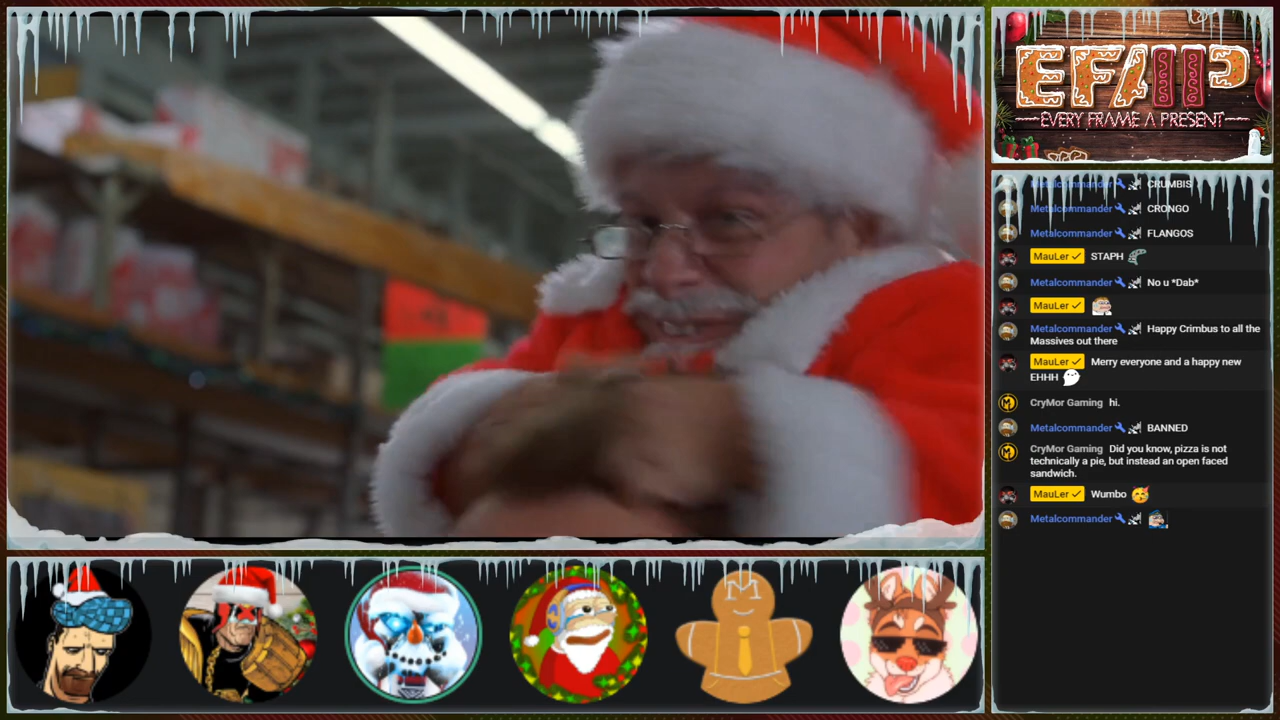 EFAP
EVERY FRAME A PRESENT
Metalcommander CRUMBIS
Metalcommander CRONGO
Metalcommander FLANGOS
MauLer STAPH
Metalcommander No u *Dab*
MauLer
Metalcommander Happy Crimbus to all the
Massives out there
MauLer Merry everyone and a happy new
EHHH
CryMor Gaming hi.
Metalcommander BANNED
CryMor Gaming Did you know, pizza is not
technically a pie, but instead an open faced
sandwich.
MauLer Wumbo
Metalcommander
M